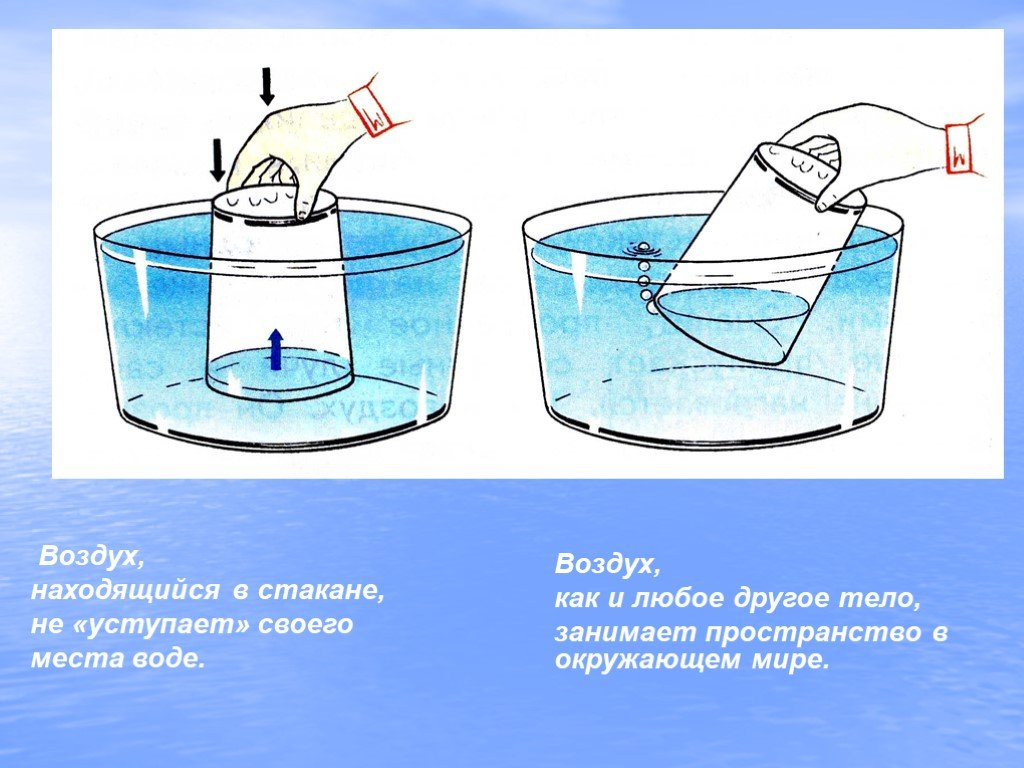 Воздух,
находящийся в стакане,
не «уступает» своего
места воде.
Воздух,
как и любое другое тело,
занимает пространство в
окружающем мире.